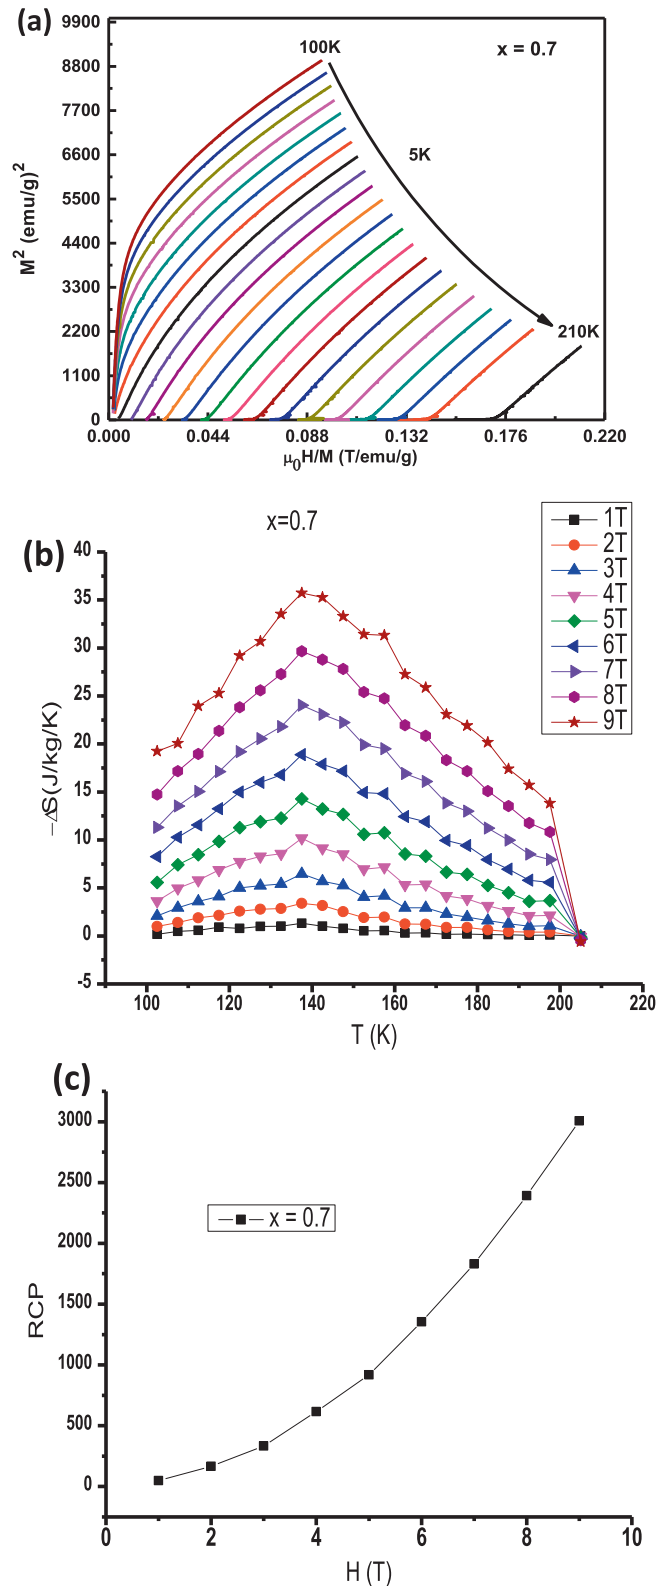 (a)
9900
8800
7700
6600
5500
4400
3300
2200
1100
0
M² (emu/g)²
100K
x = 0.7
5K
210K
0.000 0.044 0.088 0.132 0.176 0.220
μ₀H/M (T/emu/g)
(b)
x=0.7
1T
2T
3T
4T
5T
6T
7T
8T
9T
40
35
30
25
20
15
10
5
0
-5
−ΔS(J/kg/K)
100 120 140 160 180 200 220
T (K)
(c)
3000
2500
2000
1500
1000
500
0
RCP
x = 0.7
0 2 4 6 8 10
H (T)